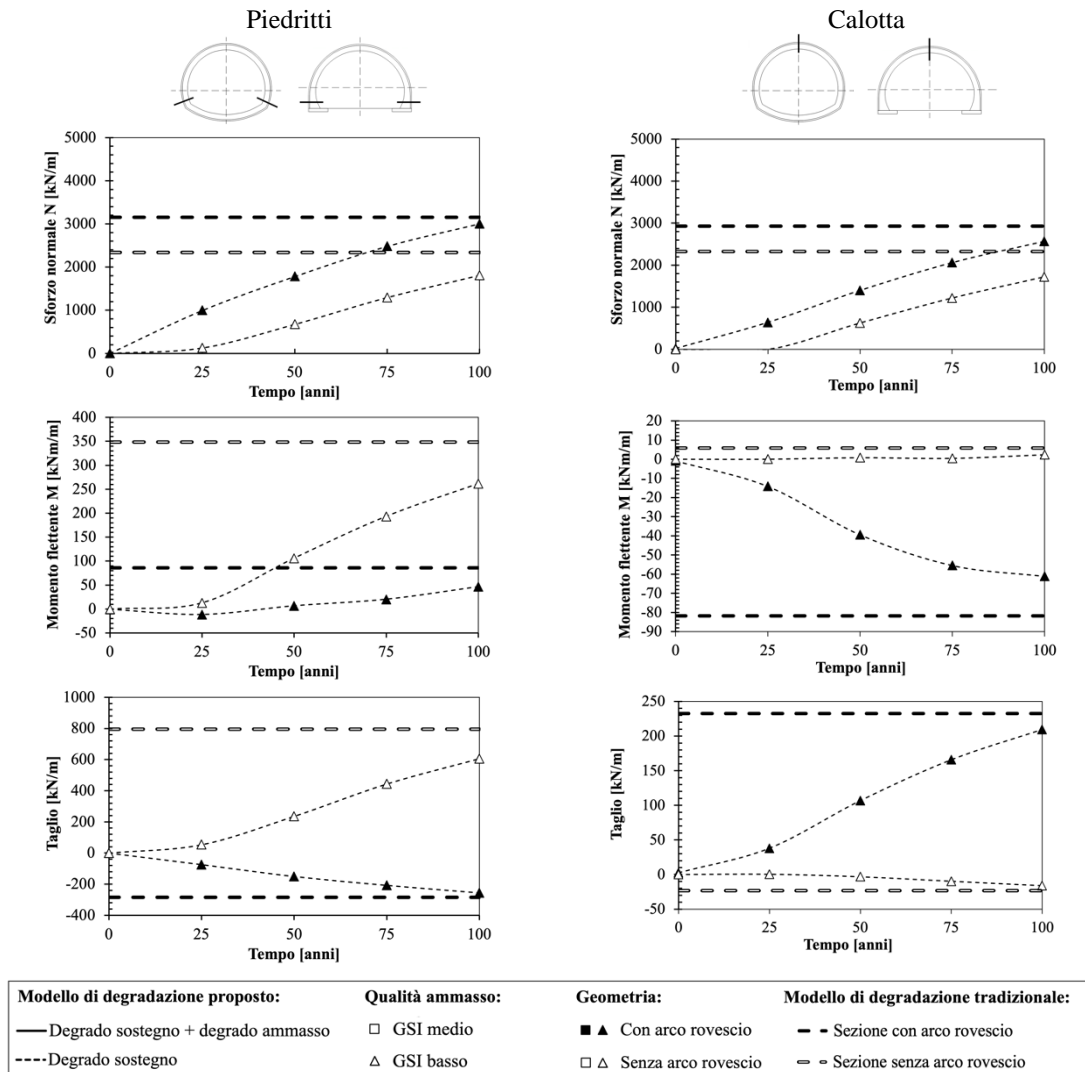 Piedritti
Calotta
5000
4000
3000
2000
1000
0
0 25 50 75 100
Sforzo normale N [kN/m]
Tempo [anni]
5000
4000
3000
2000
1000
0
0 25 50 75 100
Sforzo normale N [kN/m]
Tempo [anni]
400
350
300
250
200
150
100
50
0
-50
0 25 50 75 100
Momento flettente M [kNm/m]
Tempo [anni]
20
10
0
-10
-20
-30
-40
-50
-60
-70
-80
-90
0 25 50 75 100
Momento flettente M [kNm/m]
Tempo [anni]
1000
800
600
400
200
0
-200
-400
0 25 50 75 100
Taglio [kN/m]
Tempo [anni]
250
200
150
100
50
0
-50
0 25 50 75 100
Taglio [kN/m]
Tempo [anni]
Modello di degradazione proposto: Qualità ammasso: Geometria: Modello di degradazione tradizionale:
Degrado sostegno + degrado ammasso GSI medio Con arco rovescio Sezione con arco rovescio
Degrado sostegno GSI basso Senza arco rovescio Sezione senza arco rovescio